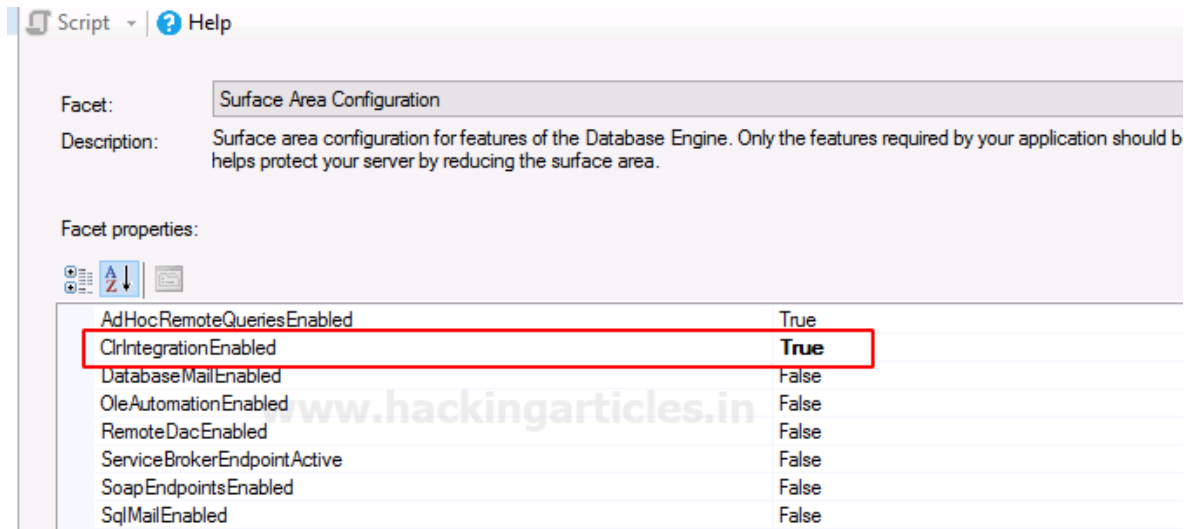 Script Help
Facet: Surface Area Configuration
Description: Surface area configuration for features of the Database Engine. Only the features required by your application should b
helps protect your server by reducing the surface area.
Facet properties:
AdHocRemoteQueriesEnabled True
ClrIntegrationEnabled True
DatabaseMailEnabled False
OleAutomationEnabled False
www.hackingarticles.in
RemoteDacEnabled False
ServiceBrokerEndpointActive False
SoapEndpointsEnabled False
SqlMailEnabled False